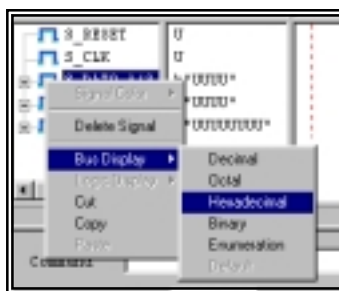 S_RESET U
S_CLK U
Signal Color
*UUUU*
Delete Signal *UUUUUUUU*
Bus Display Decimal
Logic Display Octal
Cut Hexadecimal
Copy Binary
Paste Enumeration
Command Default